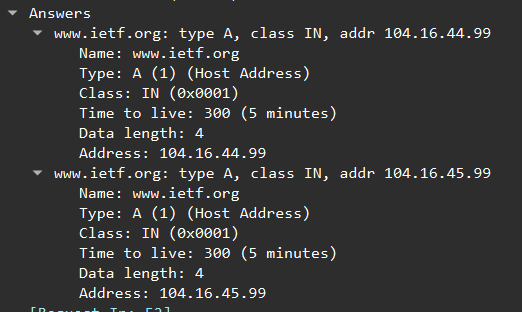 Answers
www.ietf.org: type A, class IN, addr 104.16.44.99
Name: www.ietf.org
Type: A (1) (Host Address)
Class: IN (0x0001)
Time to live: 300 (5 minutes)
Data length: 4
Address: 104.16.44.99
www.ietf.org: type A, class IN, addr 104.16.45.99
Name: www.ietf.org
Type: A (1) (Host Address)
Class: IN (0x0001)
Time to live: 300 (5 minutes)
Data length: 4
Address: 104.16.45.99
[Request In: